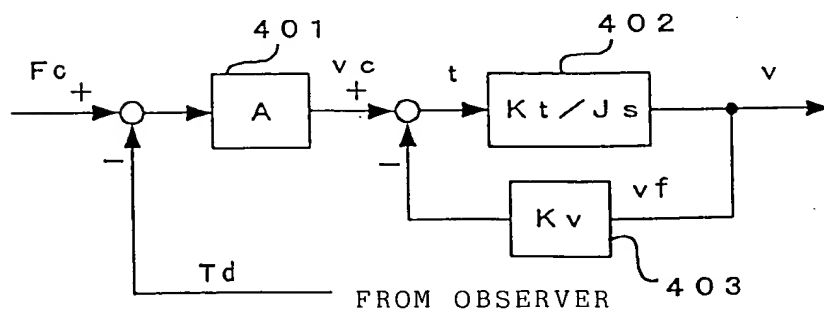 401
402
Fc
+
vc
+
t
v
A
Kt/Js
−
−
Kv
vf
403
Td
FROM OBSERVER